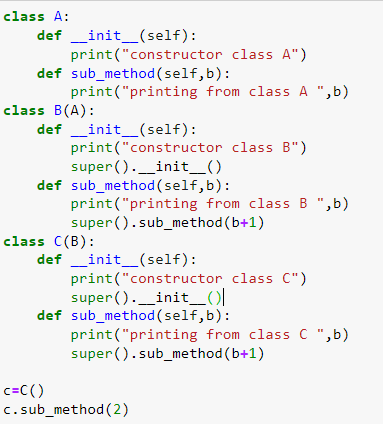 class A:
    def __init__(self):
        print("constructor class A")
    def sub_method(self,b):
        print("printing from class A ",b)
class B(A):
    def __init__(self):
        print("constructor class B")
        super().__init__()
    def sub_method(self,b):
        print("printing from class B ",b)
        super().sub_method(b+1)
class C(B):
    def __init__(self):
        print("constructor class C")
        super().__init__()
    def sub_method(self,b):
        print("printing from class C ",b)
        super().sub_method(b+1)

c=C()
c.sub_method(2)